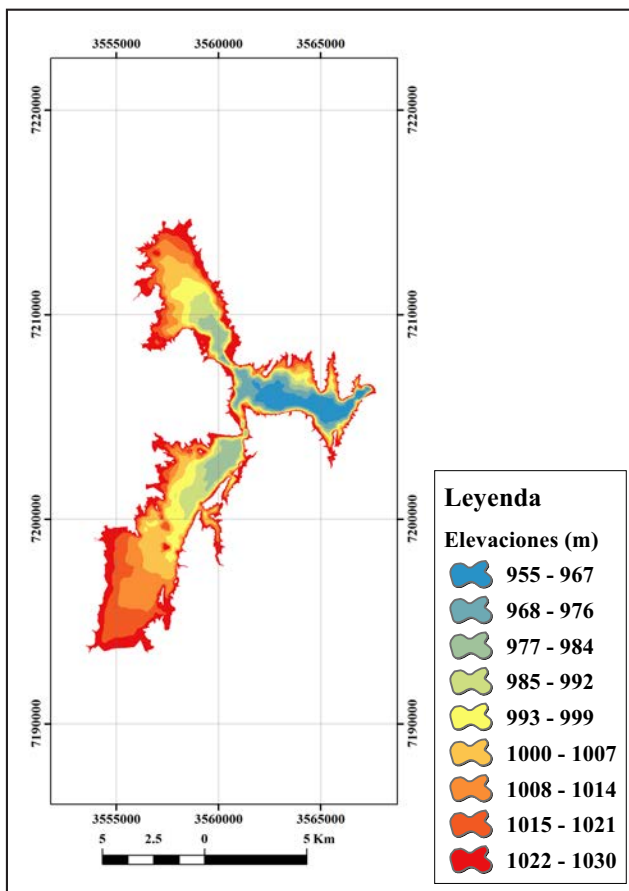 3555000 3560000 3565000
7220000 7220000
7210000 7210000
7200000 7200000
7190000 7190000
3555000 3560000 3565000
5 2.5 0 5 Km
Leyenda
Elevaciones (m)
955 - 967
968 - 976
977 - 984
985 - 992
993 - 999
1000 - 1007
1008 - 1014
1015 - 1021
1022 - 1030